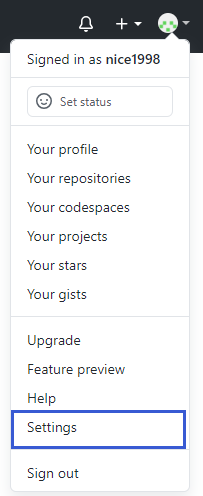 Signed in as nice1998
Set status
Your profile
Your repositories
Your codespaces
Your projects
Your stars
Your gists
Upgrade
Feature preview
Help
Settings
Sign out